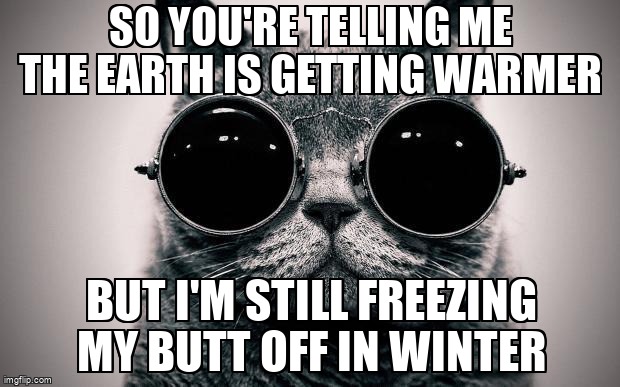 SO YOU'RE TELLING ME
THE EARTH IS GETTING WARMER
BUT I'M STILL FREEZING
MY BUTT OFF IN WINTER
imgflip.com